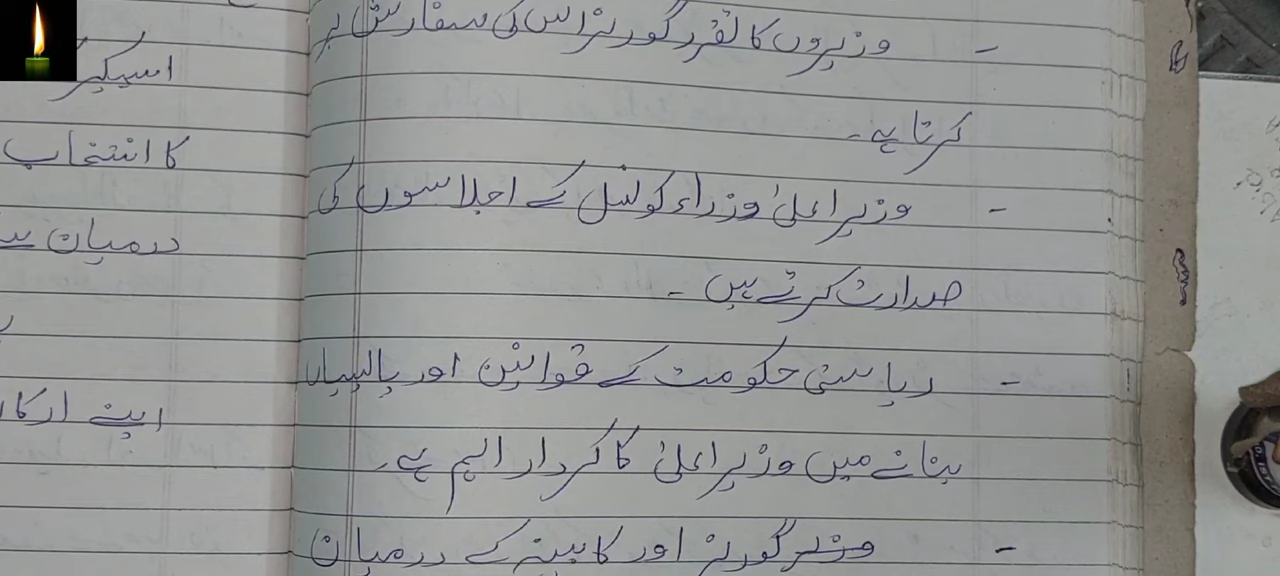 - وزیروں کا تقرر گورنر اس کی سفارش پر
کرتا ہے۔
- وزیر اعلیٰ وزراء کونسل کے اجلاسوں کی
صدارت کرتے ہیں ۔
- ریاستی حکومت کے قوانین اور پالیسیاں
بنانے میں وزیر اعلیٰ کا کردار اہم ہے۔
- گورنر اور کابینہ کے درمیان
اسپیکر
کا انتخاب
درمیان سے
اپنے ارکا